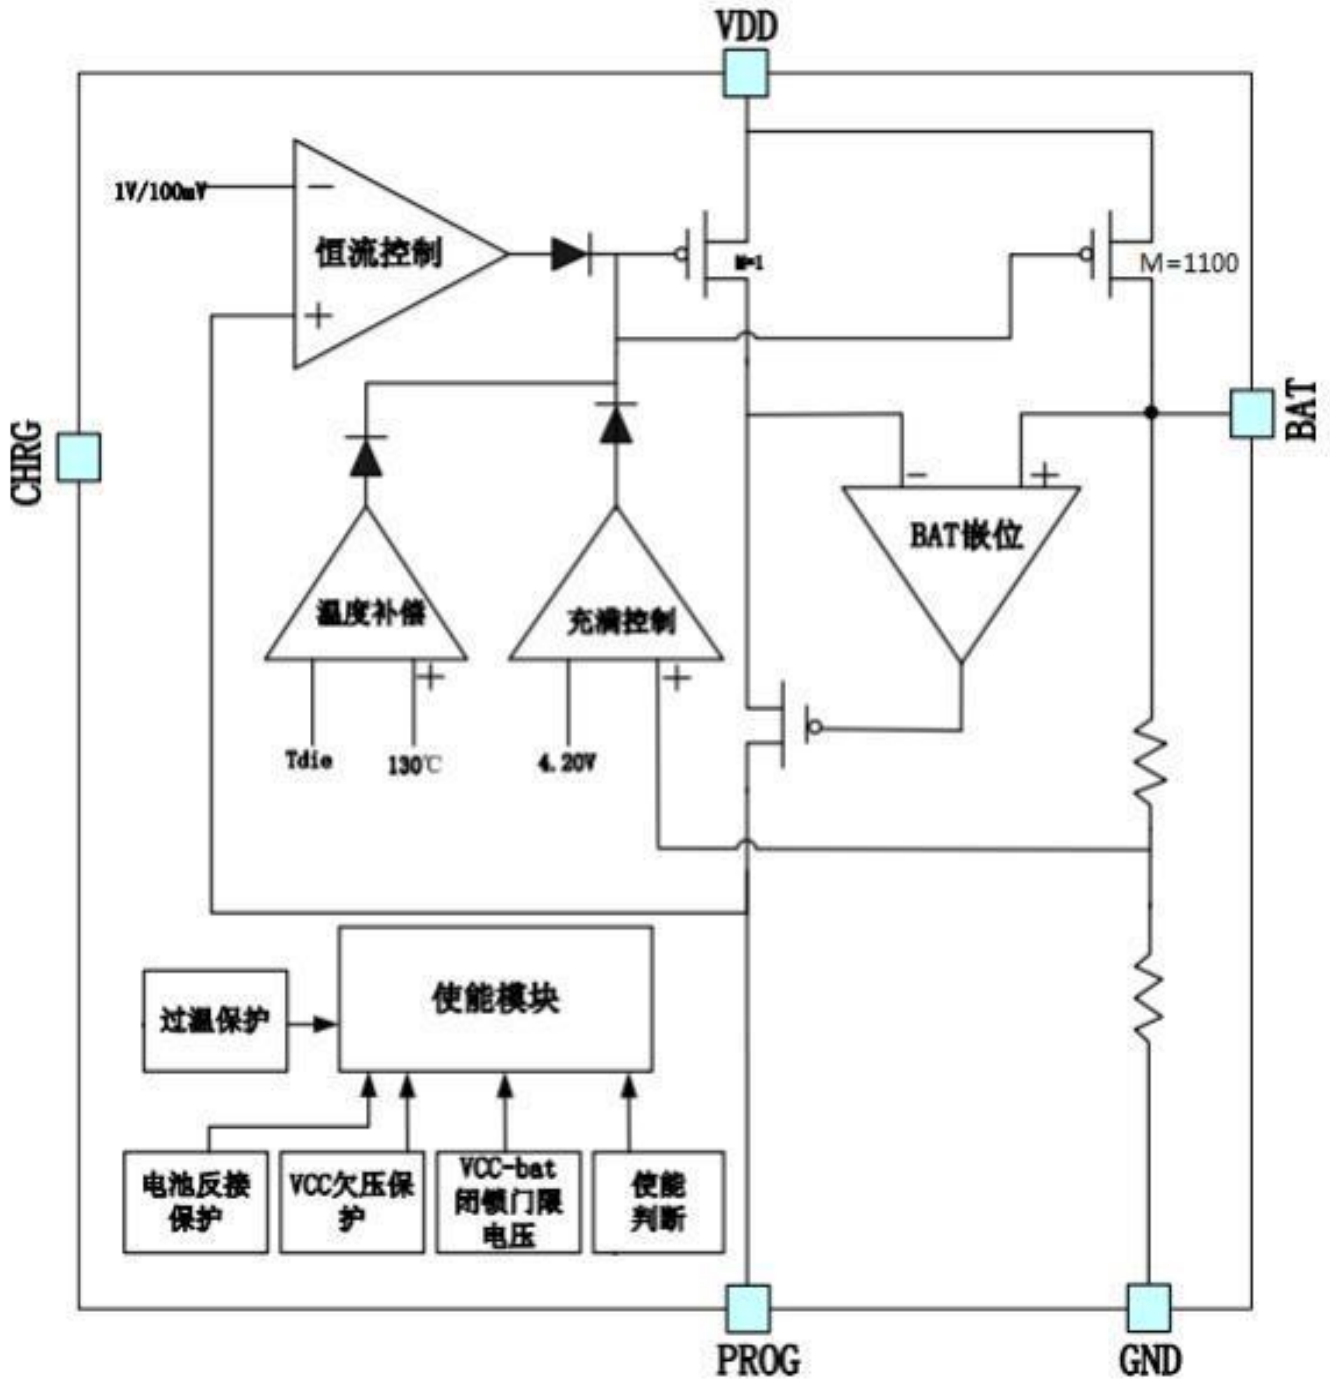 VDD
1V/100mV
−
恒流控制
+
M=1
M=1100
CHRG
BAT
-
+
BAT嵌位
温度补偿
充满控制
+
+
Tdie
130℃
4.20V
使能模块
过温保护
电池反接
保护
VCC欠压保
护
VCC-bat
闭锁门限
电压
使能
判断
PROG
GND